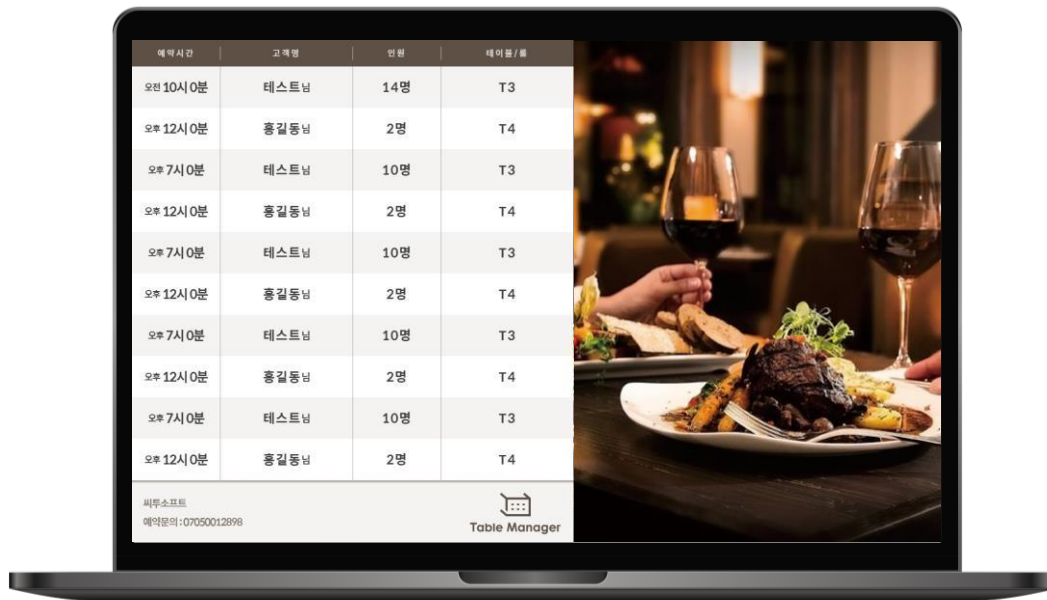 예약시간 고객명 인원 테이블/룸
오전 10시 0분 테스트님 14명 T3
오후 12시 0분 홍길동님 2명 T4
오후 7시 0분 테스트님 10명 T3
오후 12시 0분 홍길동님 2명 T4
오후 7시 0분 테스트님 10명 T3
오후 12시 0분 홍길동님 2명 T4
오후 7시 0분 테스트님 10명 T3
오후 12시 0분 홍길동님 2명 T4
오후 7시 0분 테스트님 10명 T3
오후 12시 0분 홍길동님 2명 T4
씨투소프트
예약문의 : 07050012898
Table Manager